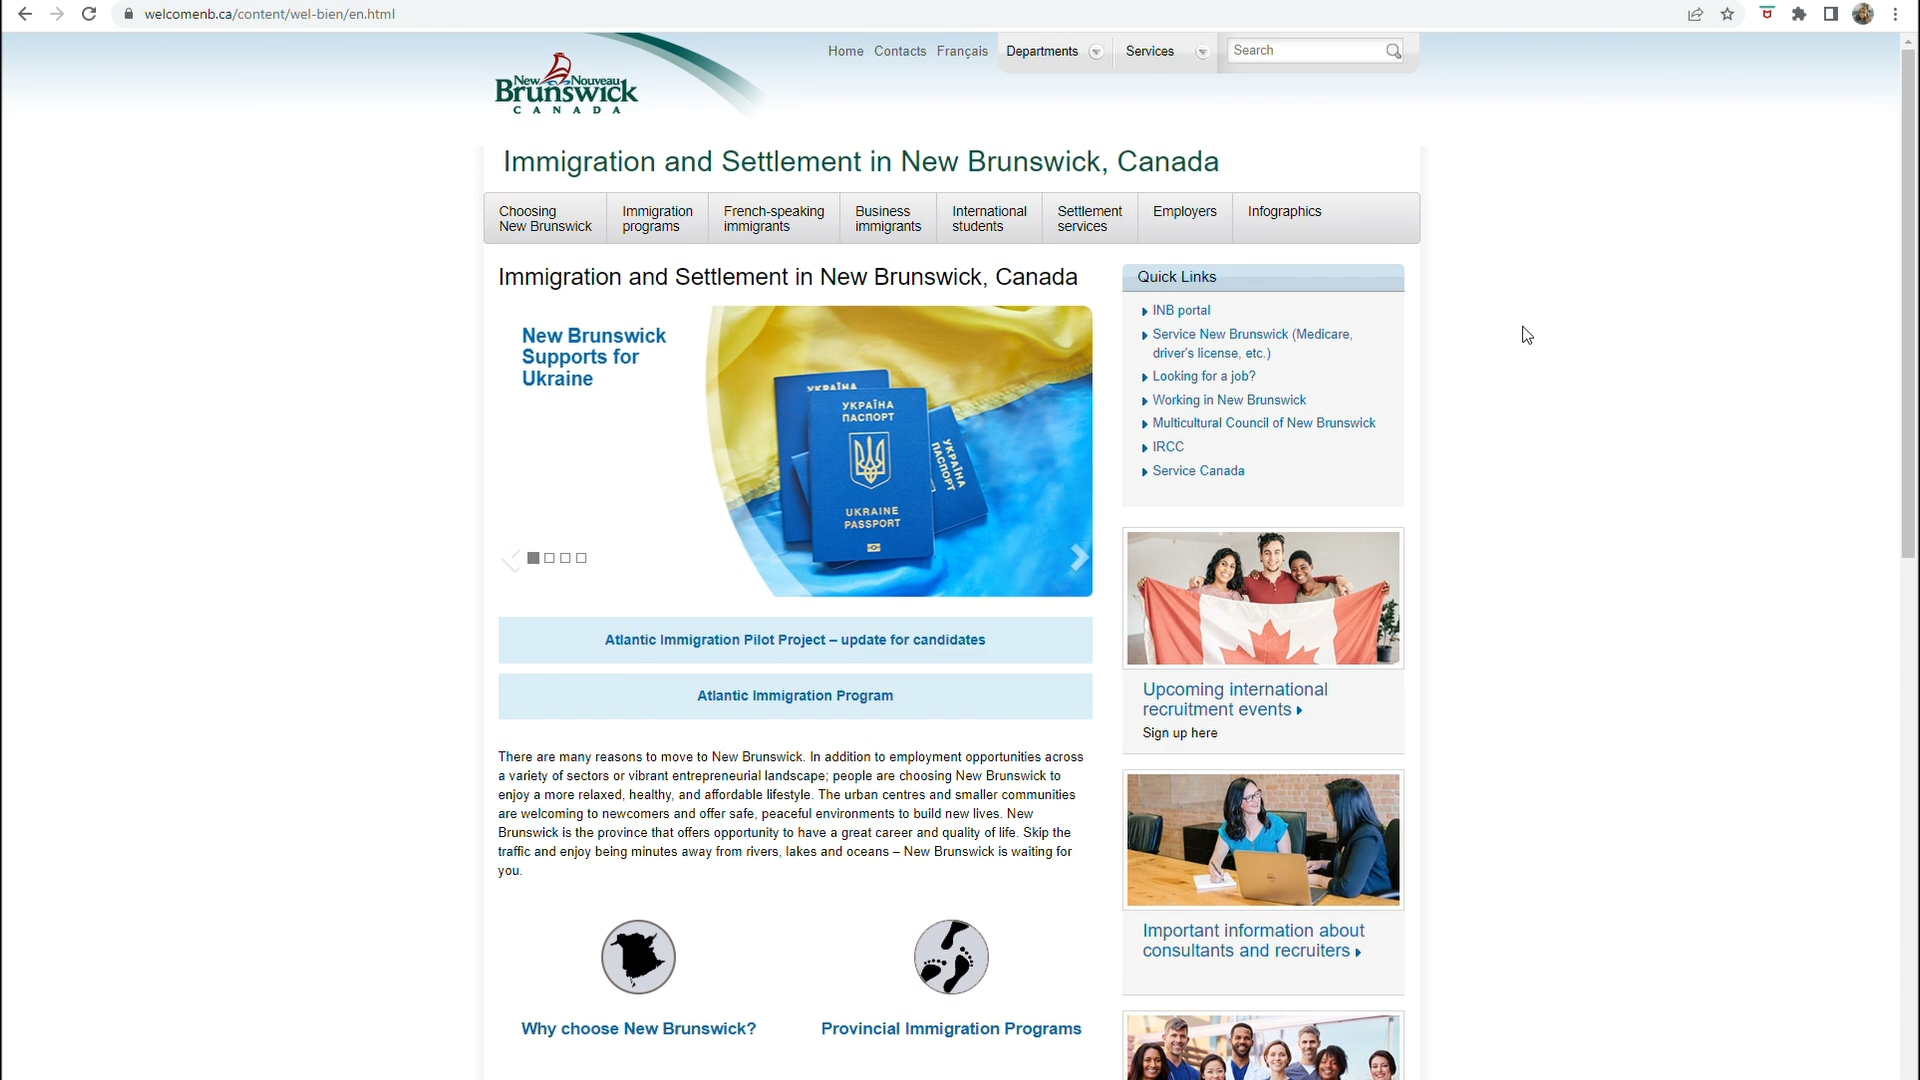 welcomenb.ca/content/wel-bien/en.html
Home Contacts Français Departments Services Search
New Nouveau
Brunswick
CANADA
Immigration and Settlement in New Brunswick, Canada
Choosing
New Brunswick
Immigration
programs
French-speaking
immigrants
Business
immigrants
International
students
Settlement
services
Employers
Infographics
Immigration and Settlement in New Brunswick, Canada
New Brunswick
Supports for
Ukraine
УКРАЇНА
УКРАЇНА
ПАСПОРТ
UKRAINE
PASSPORT
УКРАЇНА
ПАСПОРТ
Atlantic Immigration Pilot Project – update for candidates
Atlantic Immigration Program
There are many reasons to move to New Brunswick. In addition to employment opportunities across
a variety of sectors or vibrant entrepreneurial landscape; people are choosing New Brunswick to
enjoy a more relaxed, healthy, and affordable lifestyle. The urban centres and smaller communities
are welcoming to newcomers and offer safe, peaceful environments to build new lives. New
Brunswick is the province that offers opportunity to have a great career and quality of life. Skip the
traffic and enjoy being minutes away from rivers, lakes and oceans – New Brunswick is waiting for
you.
Why choose New Brunswick?
Provincial Immigration Programs
Quick Links
INB portal
Service New Brunswick (Medicare,
driver's license, etc.)
Looking for a job?
Working in New Brunswick
Multicultural Council of New Brunswick
IRCC
Service Canada
Upcoming international
recruitment events
Sign up here
Important information about
consultants and recruiters